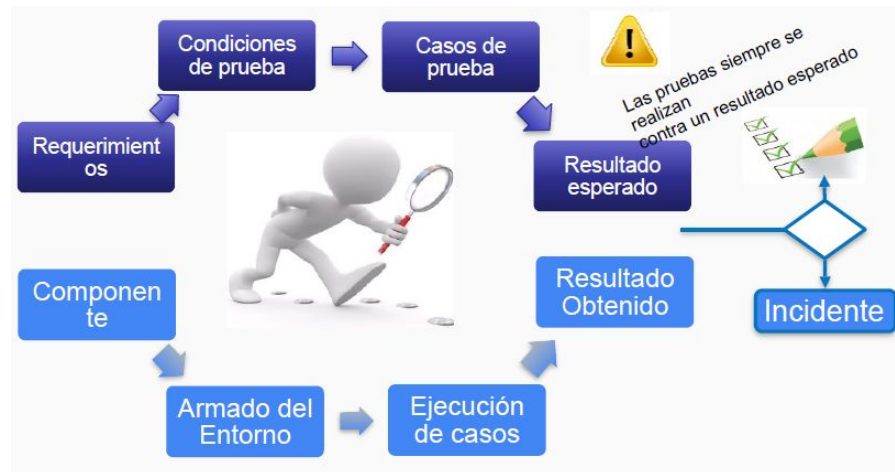 Condiciones
de prueba
Casos de
prueba
Las pruebas siempre se
realizan
contra un resultado esperado
Requerimient
os
Resultado
esperado
Componen
te
Resultado
Obtenido
Incidente
Armado del
Entorno
Ejecución
de casos